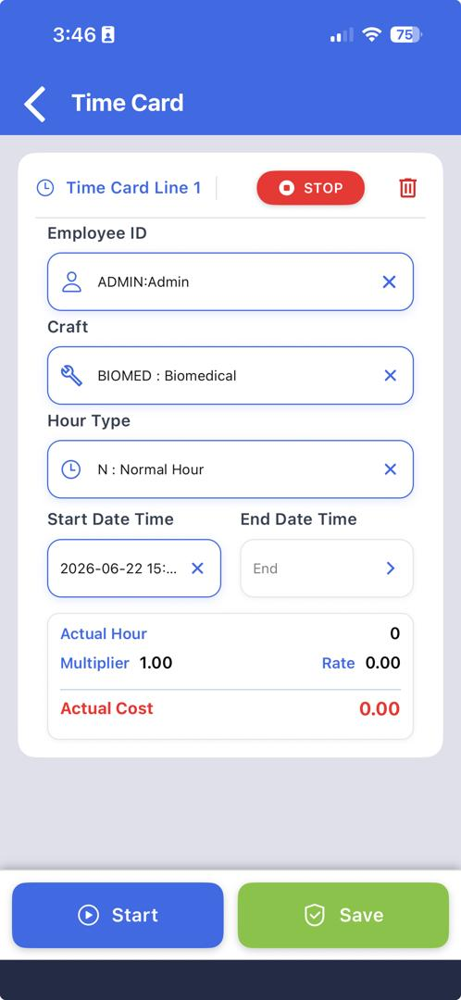 3:46
75
Time Card
Time Card Line 1
STOP
Employee ID
ADMIN:Admin
Craft
BIOMED : Biomedical
Hour Type
N : Normal Hour
Start Date Time End Date Time
2026-06-22 15:... End
Actual Hour 0
Multiplier 1.00 Rate 0.00
Actual Cost 0.00
Start Save